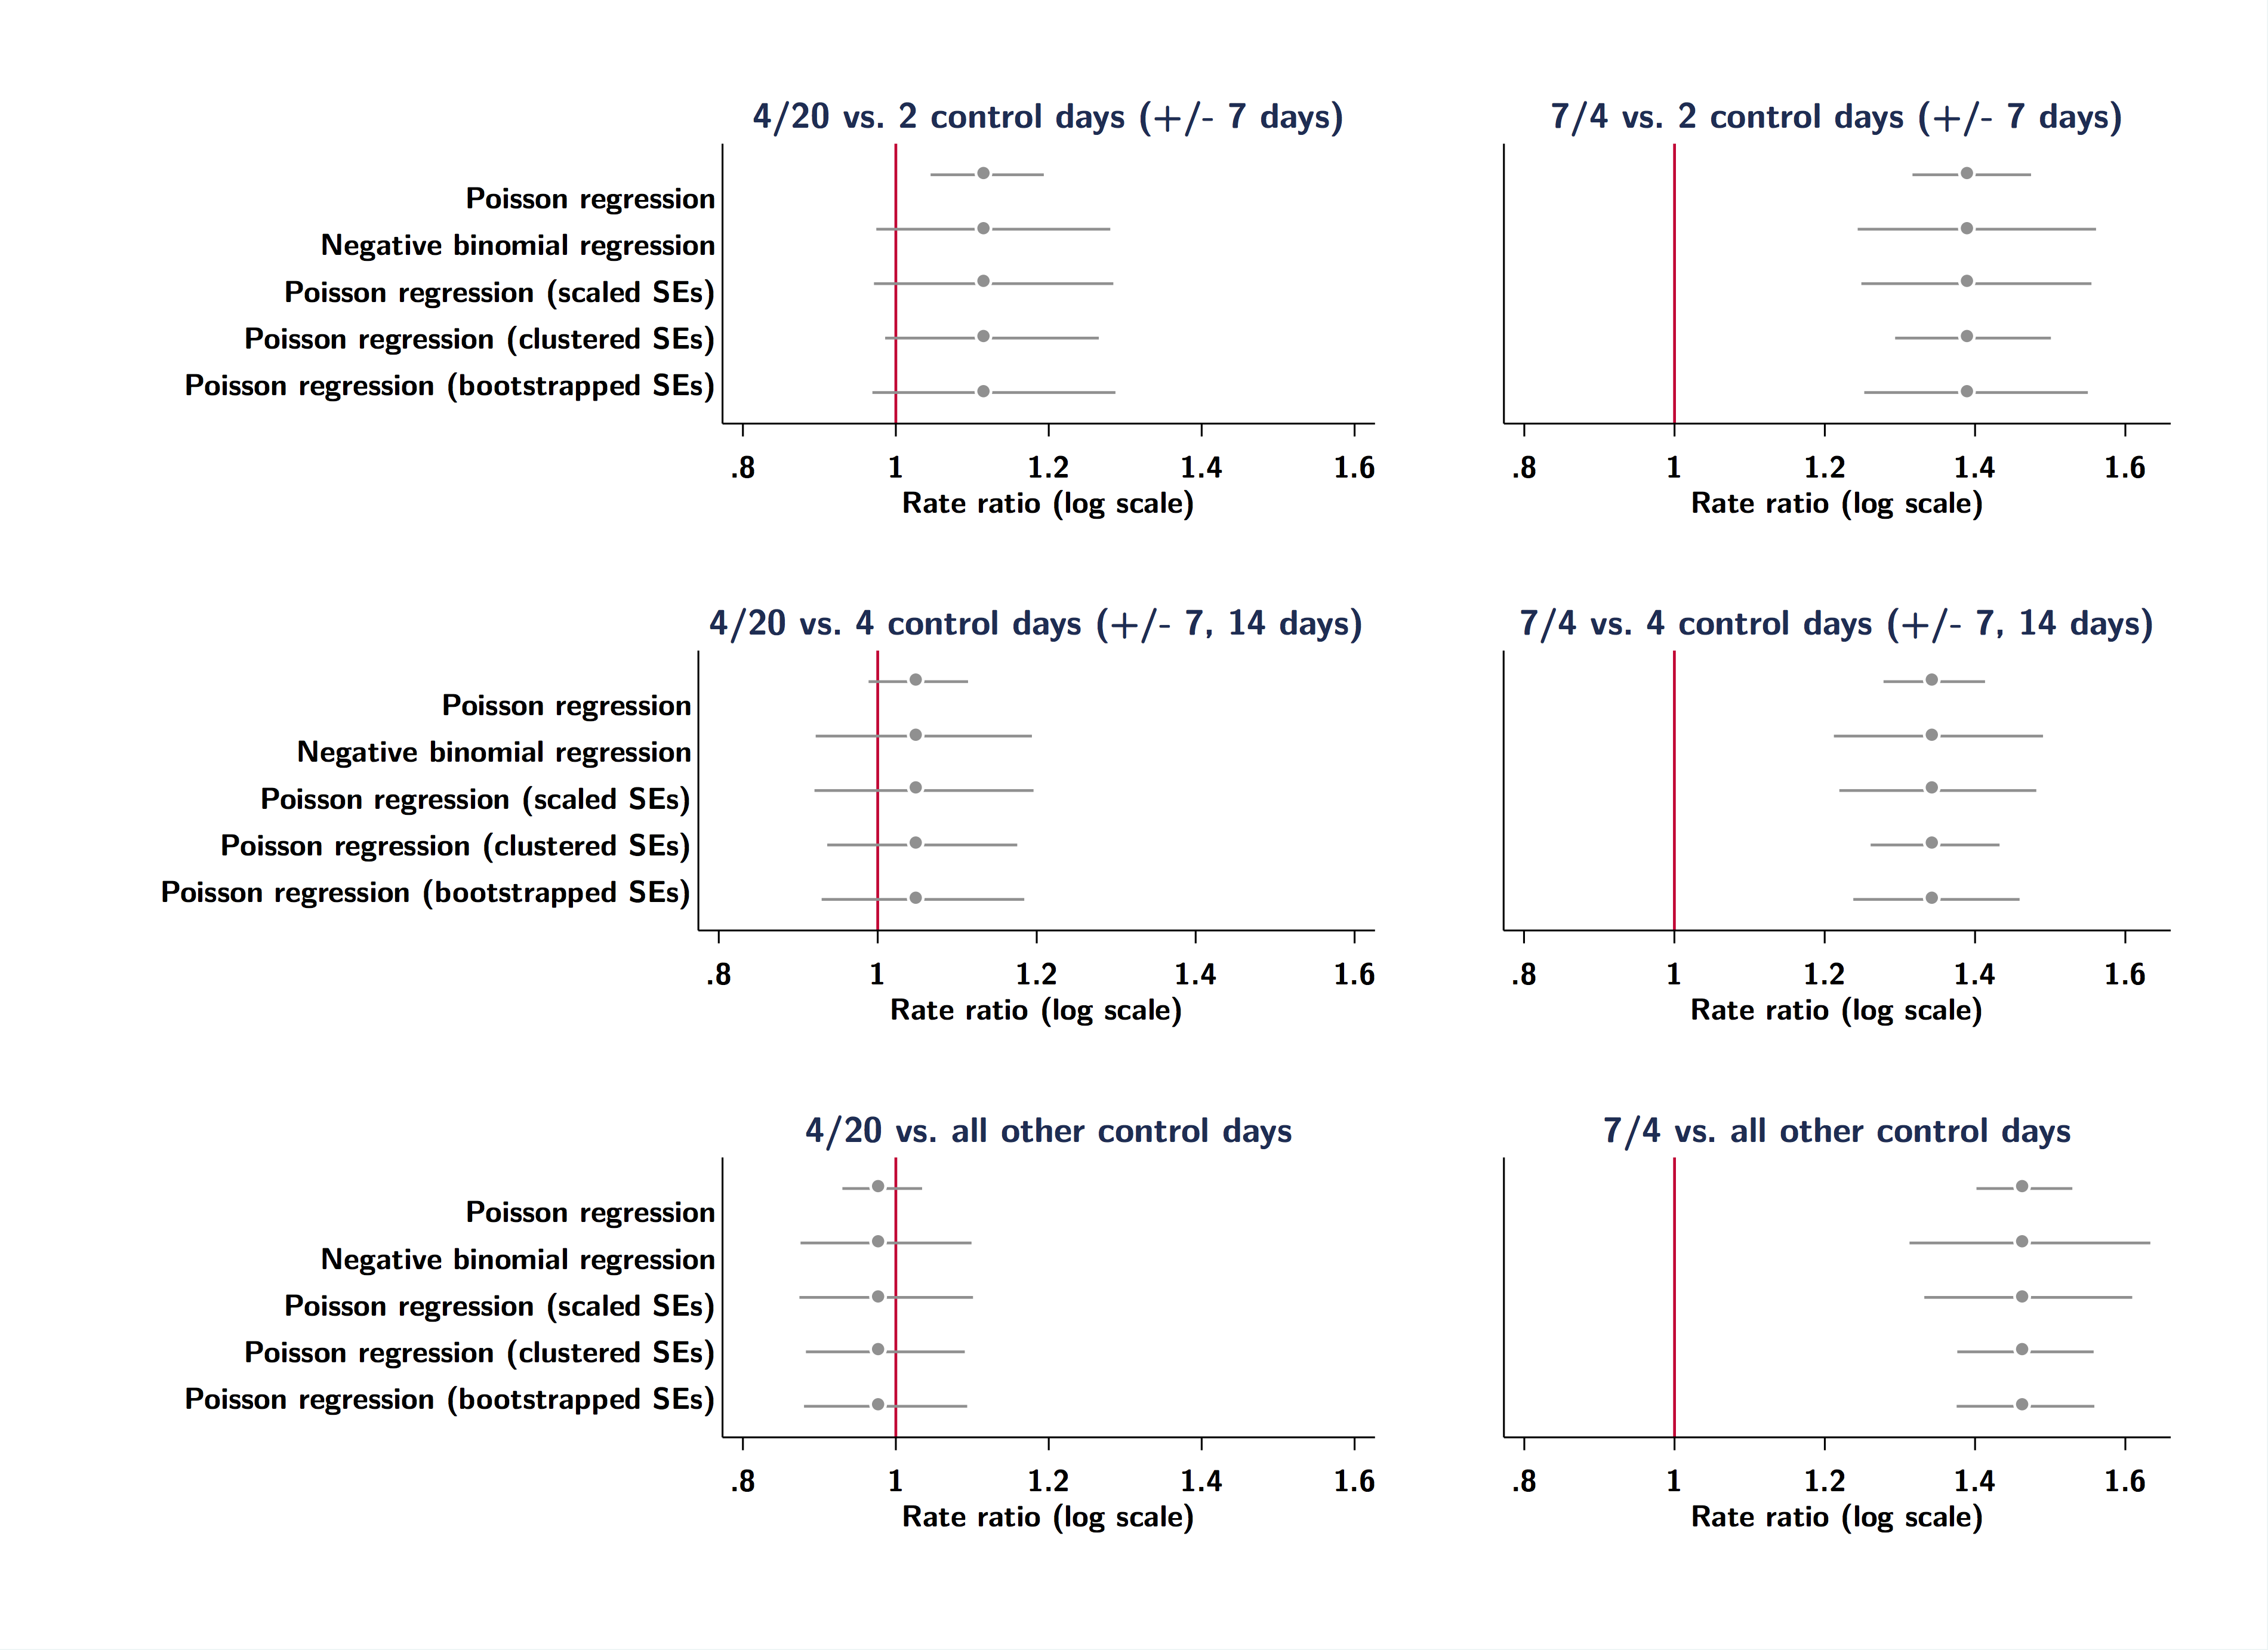 4/20 vs. 2 control days (+/- 7 days)
Poisson regression
Negative binomial regression
Poisson regression (scaled SEs)
Poisson regression (clustered SEs)
Poisson regression (bootstrapped SEs)
.8 1 1.2 1.4 1.6
Rate ratio (log scale)
7/4 vs. 2 control days (+/- 7 days)
.8 1 1.2 1.4 1.6
Rate ratio (log scale)
4/20 vs. 4 control days (+/- 7, 14 days)
Poisson regression
Negative binomial regression
Poisson regression (scaled SEs)
Poisson regression (clustered SEs)
Poisson regression (bootstrapped SEs)
.8 1 1.2 1.4 1.6
Rate ratio (log scale)
7/4 vs. 4 control days (+/- 7, 14 days)
.8 1 1.2 1.4 1.6
Rate ratio (log scale)
4/20 vs. all other control days
Poisson regression
Negative binomial regression
Poisson regression (scaled SEs)
Poisson regression (clustered SEs)
Poisson regression (bootstrapped SEs)
.8 1 1.2 1.4 1.6
Rate ratio (log scale)
7/4 vs. all other control days
.8 1 1.2 1.4 1.6
Rate ratio (log scale)